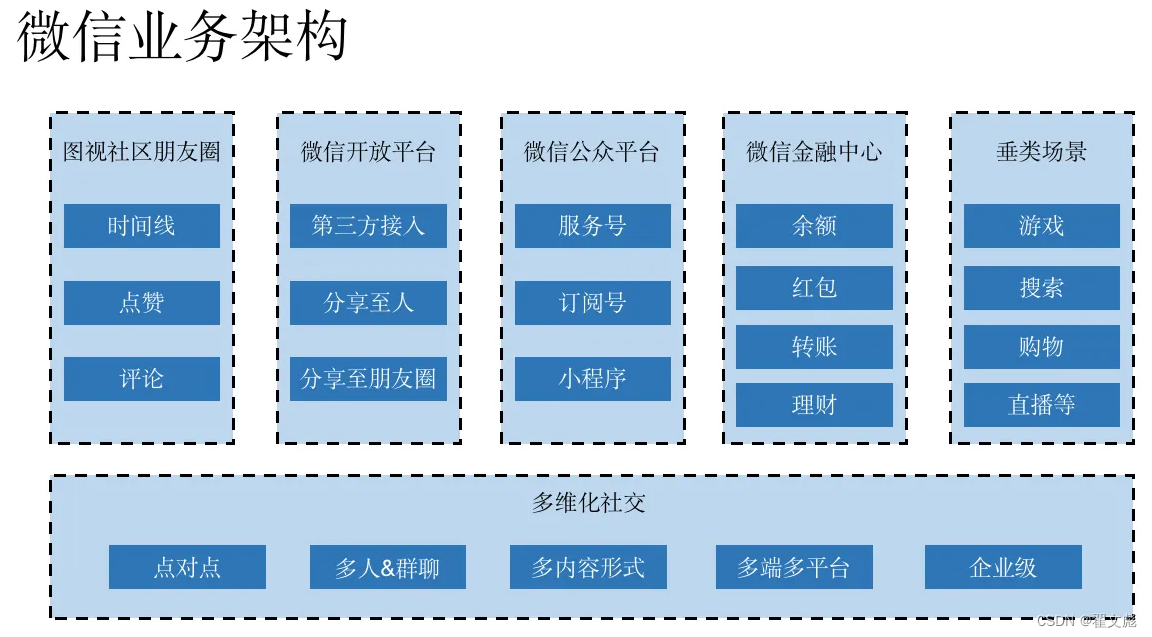 微信业务架构
图视社区朋友圈
时间线
点赞
评论
微信开放平台
第三方接入
分享至人
分享至朋友圈
微信公众平台
服务号
订阅号
小程序
微信金融中心
余额
红包
转账
理财
垂类场景
游戏
搜索
购物
直播等
多维化社交
点对点
多人&群聊
多内容形式
多端多平台
企业级
CSDN @翟文彪